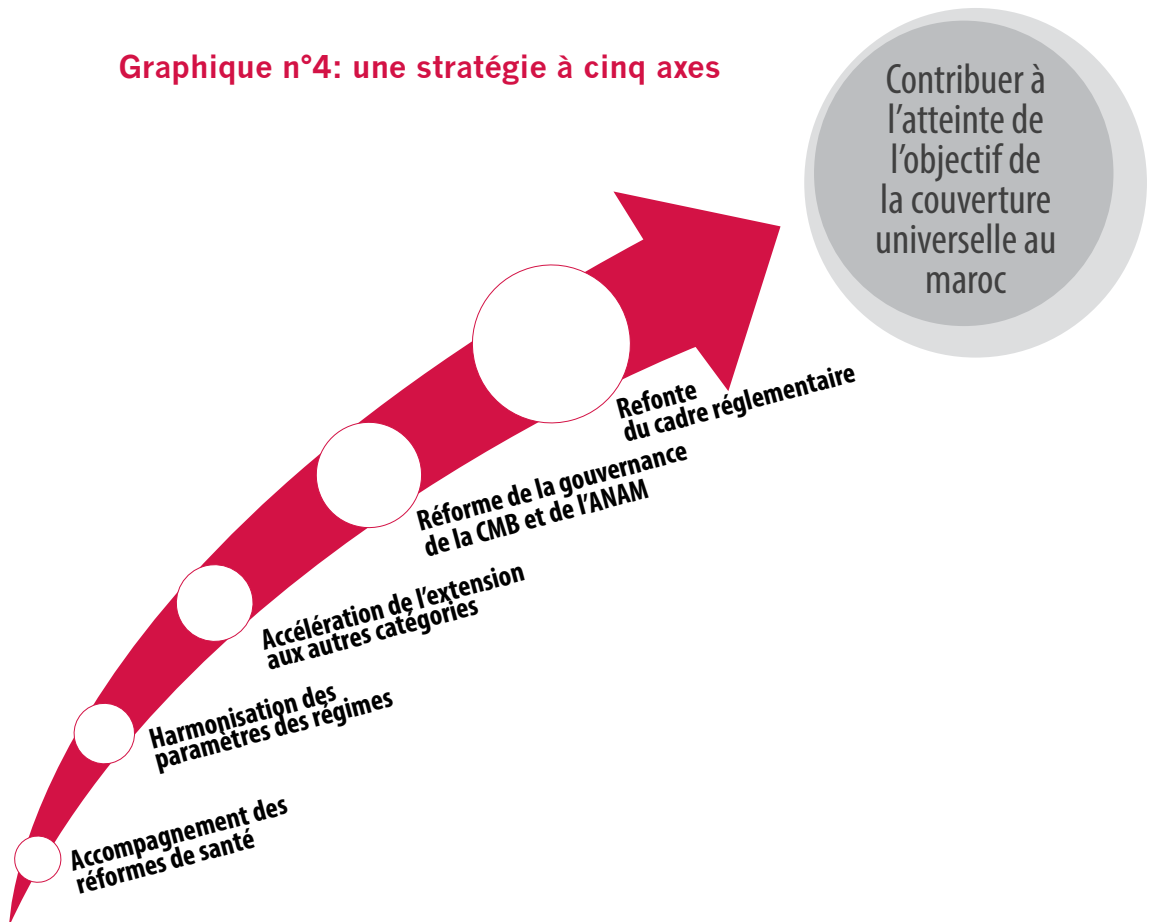 Graphique n°4: une stratégie à cinq axes
Contribuer à
l'atteinte de
l'objectif de
la couverture
universelle au
maroc
Refonte
du cadre réglementaire
Réforme de la gouvernance
de la CMB et de l'ANAM
Accélération de l'extension
aux autres catégories
Harmonisation des
paramètres des régimes
Accompagnement des
réformes de santé